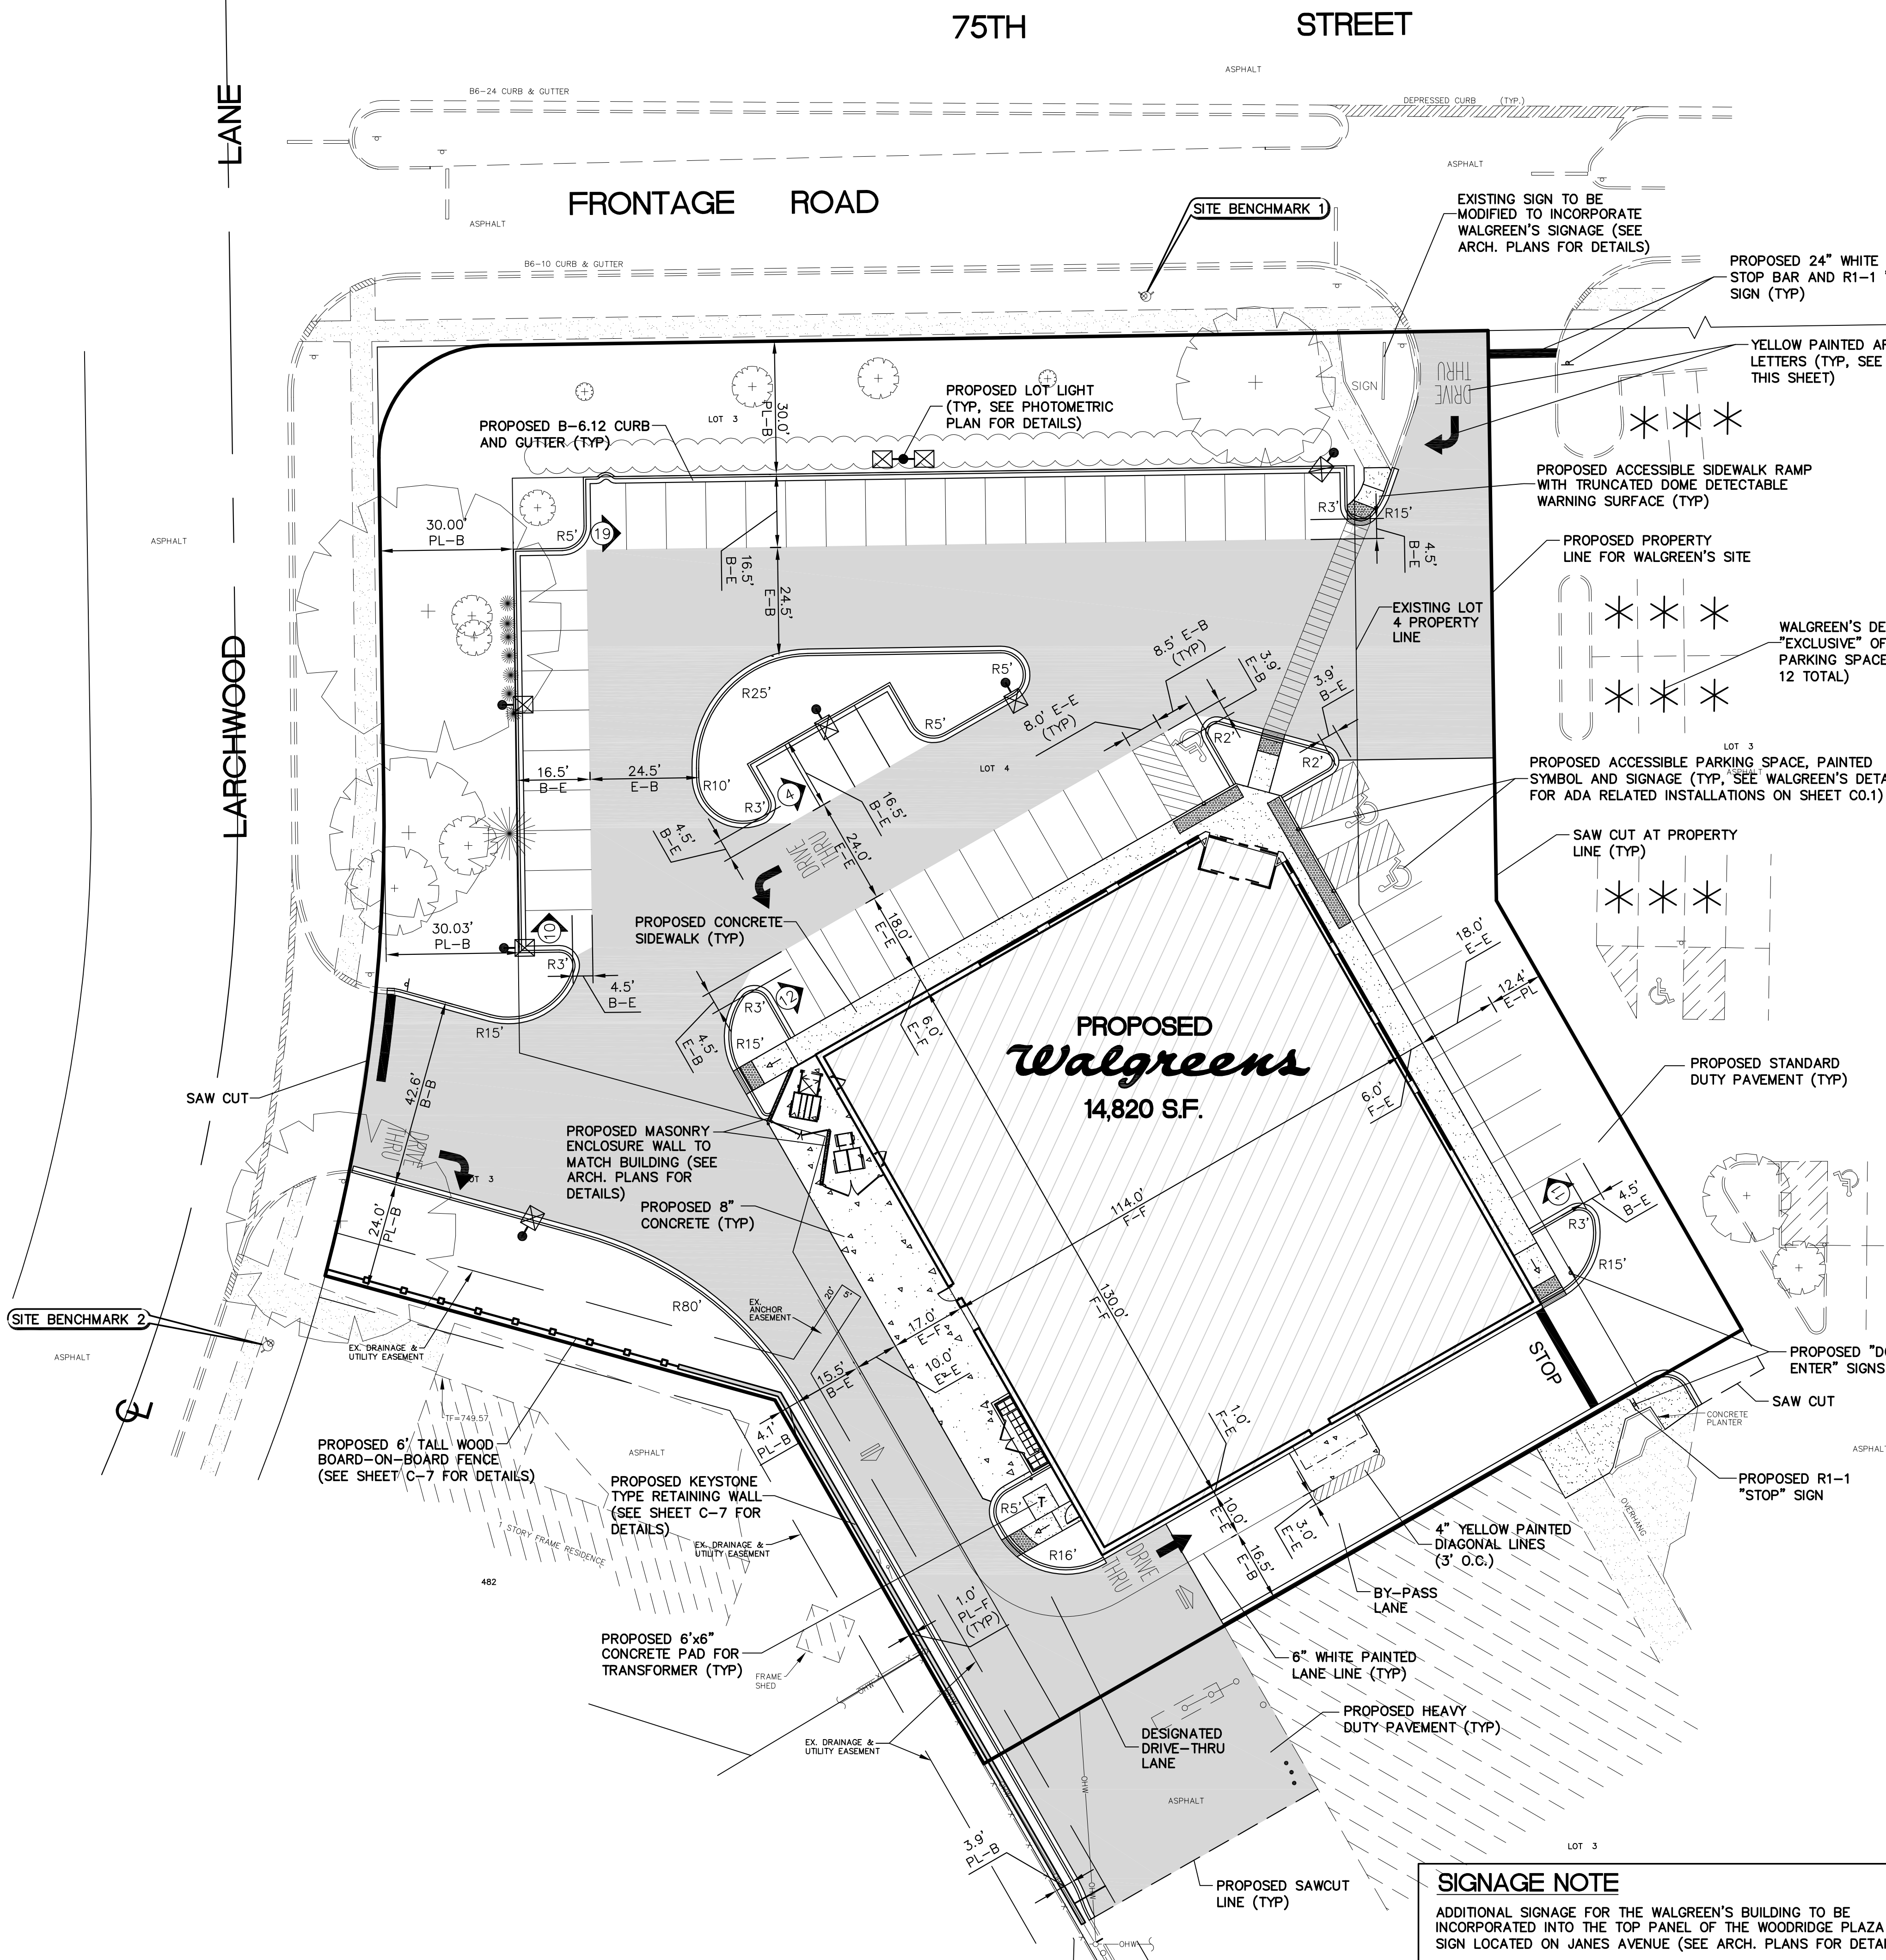 75TH STREET
ASPHALT
B6-24 CURB & GUTTER
DEPRESSED CURB (TYP.)
LANE
ASPHALT
FRONTAGE ROAD
ASPHALT
SITE BENCHMARK 1
EXISTING SIGN TO BE
MODIFIED TO INCORPORATE
WALGREEN'S SIGNAGE (SEE
ARCH. PLANS FOR DETAILS)
B6-10 CURB & GUTTER
PROPOSED 24" WHITE
STOP BAR AND R1-1
SIGN (TYP)
YELLOW PAINTED
LETTERS (TYP, SEE
THIS SHEET)
DRIVE
THRU
SIGN
PROPOSED LOT LIGHT
(TYP, SEE PHOTOMETRIC
PLAN FOR DETAILS)
LOT 3
30.0'
PL-B
PROPOSED B-6.12 CURB
AND GUTTER (TYP)
PROPOSED ACCESSIBLE SIDEWALK RAMP
WITH TRUNCATED DOME DETECTABLE
WARNING SURFACE (TYP)
30.00'
PL-B
R5'
19
R3'
R15'
4.5'
B-E
ASPHALT
16.5'
B-E
24.5'
E-B
PROPOSED PROPERTY
LINE FOR WALGREEN'S SITE
EXISTING LOT
4 PROPERTY
LINE
WALGREEN'S
"EXCLUSIVE"
PARKING
12 TOTAL)
LARCHWOOD
R25'
R5'
R5'
8.5' E-B
(TYP)
3.9'
E-B
3.9'
B-E
8.0' E-E
(TYP)
R2'
R2'
LOT 4
LOT 3
ASPHALT
PROPOSED ACCESSIBLE PARKING SPACE, PAINTED
SYMBOL AND SIGNAGE (TYP, SEE WALGREEN'S
FOR ADA RELATED INSTALLATIONS ON SHEET C0.1)
16.5'
B-E
24.5'
E-B
R10'
R3'
4
16.5'
B-E
4.5'
B-E
DRIVE
THRU
24.0'
E-E
SAW CUT AT PROPERTY
LINE (TYP)
PROPOSED CONCRETE
SIDEWALK (TYP)
18.0'
E-E
30.03'
PL-B
10
R3'
4.5'
B-E
R15'
18.0'
E-E
12.4'
E-PL
12
R3'
R15'
4.5'
E-B
6.0'
E-F
PROPOSED
Walgreens
14,820 S.F.
SAW CUT
42.6'
B-B
PROPOSED STANDARD
DUTY PAVEMENT (TYP)
6.0'
F-E
PROPOSED MASONRY
ENCLOSURE WALL TO
MATCH BUILDING (SEE
ARCH. PLANS FOR
DETAILS)
DRIVE
THRU
LOT 3
PROPOSED 8"
CONCRETE (TYP)
114.0'
F-F
24.0'
PL-B
11
4.5'
B-E
R3'
R15'
130.0'
F-F
R80'
EX.
ANCHOR
EASEMENT
20'
5'
SITE BENCHMARK 2
ASPHALT
EX. DRAINAGE &
UTILITY EASEMENT
17.0'
E-F
10.0'
E-E
15.5'
B-E
STOP
PROPOSED
ENTER" SIGNS
SAW CUT
CONCRETE
PLANTER
TF=749.57
4.1'
PL-B
1.0'
F-E
PROPOSED 6' TALL WOOD
BOARD-ON-BOARD FENCE
(SEE SHEET C-7 FOR DETAILS)
ASPHALT
PROPOSED KEYSTONE
TYPE RETAINING WALL
(SEE SHEET C-7 FOR
DETAILS)
ASPHALT
PROPOSED R1-1
"STOP" SIGN
OVERHANG
R5'
R16'
10.0'
E-E
3.0'
E-E
16.5'
E-B
1 STORY FRAME RESIDENCE
EX. DRAINAGE &
UTILITY EASEMENT
4" YELLOW PAINTED
DIAGONAL LINES
(3' O.C.)
482
DRIVE
THRU
BY-PASS
LANE
1.0'
PL-F
(TYP)
PROPOSED 6'x6"
CONCRETE PAD FOR
TRANSFORMER (TYP)
FRAME
SHED
OHW
6" WHITE PAINTED
LANE LINE (TYP)
PROPOSED HEAVY
DUTY PAVEMENT (TYP)
DESIGNATED
DRIVE-THRU
LANE
EX. DRAINAGE &
UTILITY EASEMENT
OHW
ASPHALT
3.9'
PL-B
LOT 3
PROPOSED SAWCUT
LINE (TYP)
OHW
OHW
SIGNAGE NOTE
ADDITIONAL SIGNAGE FOR THE WALGREEN'S BUILDING TO BE
INCORPORATED INTO THE TOP PANEL OF THE WOODRIDGE PLAZA
SIGN LOCATED ON JANES AVENUE (SEE ARCH. PLANS FOR